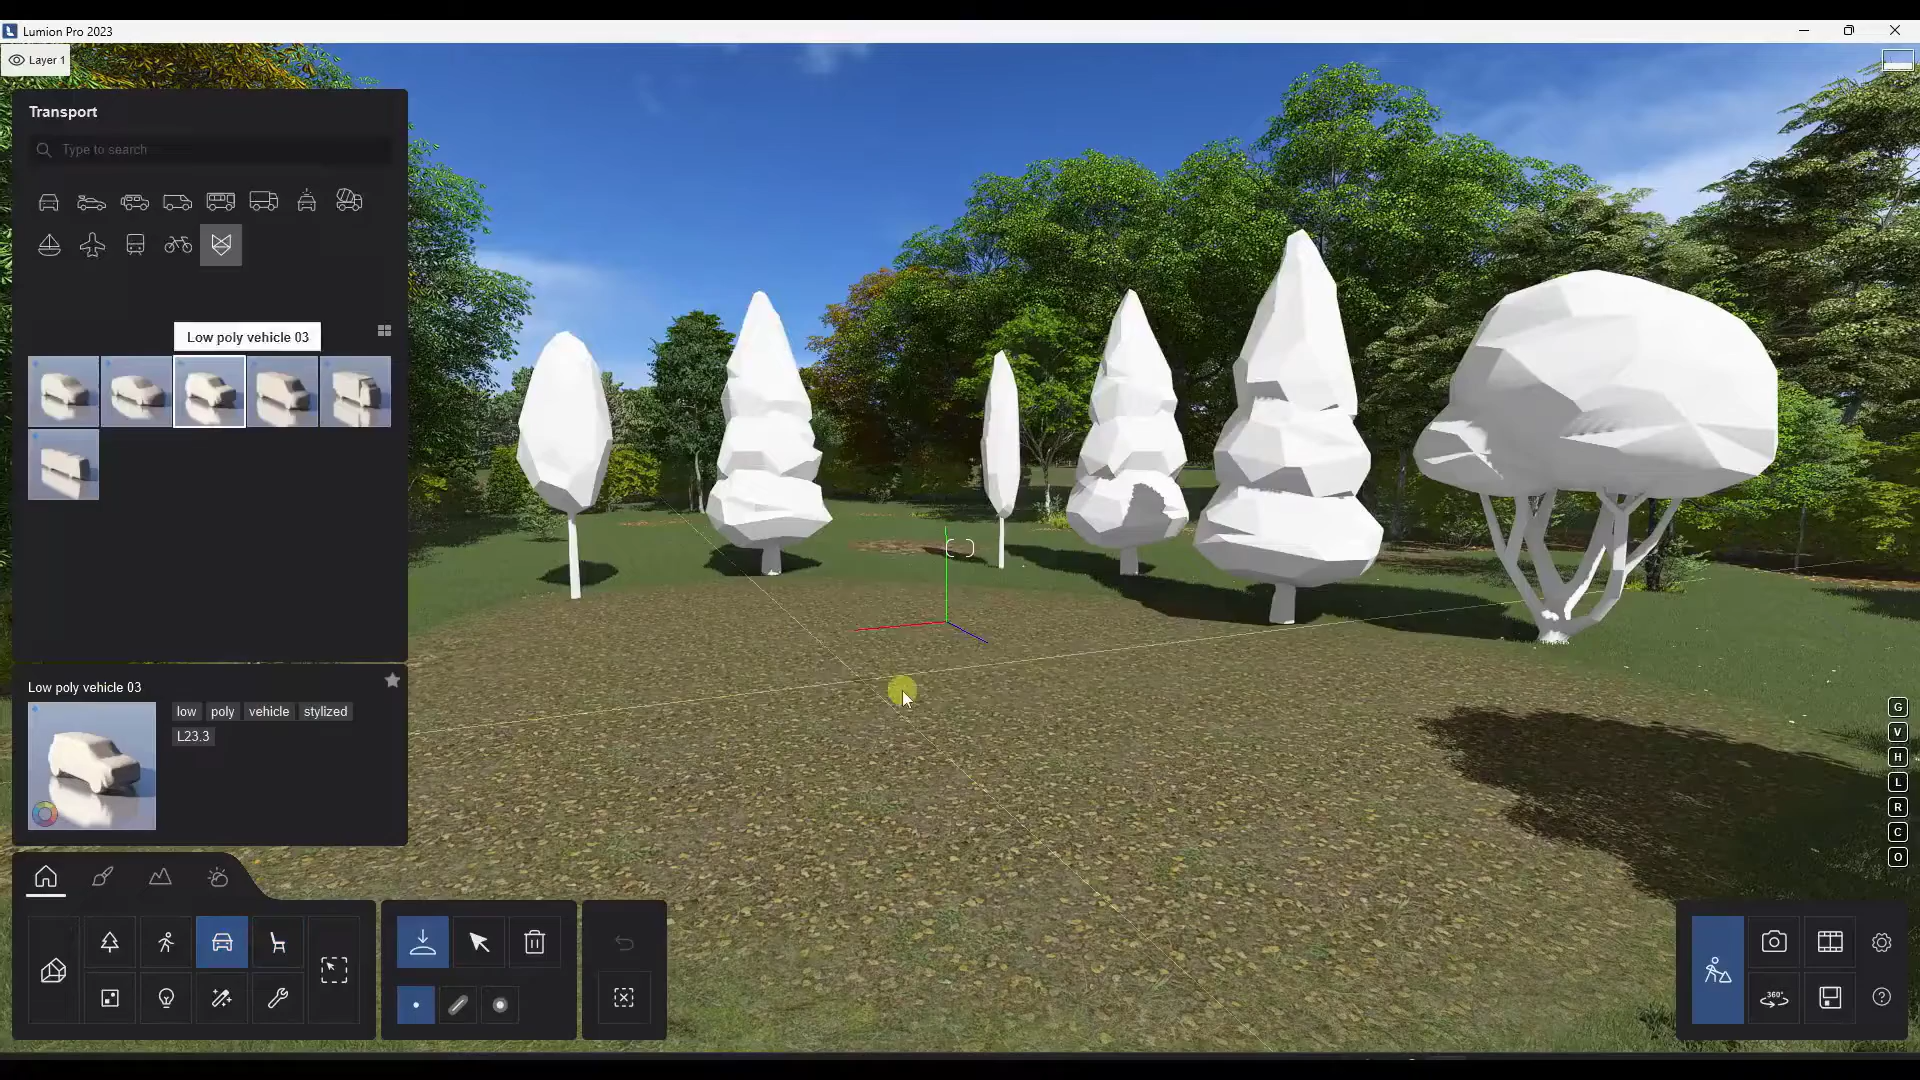 Lumion Pro 2023
Layer 1
Transport
Type to search
Low poly vehicle 03
Low poly vehicle 03
low poly vehicle stylized
L23.3
G
V
H
L
R
C
O
360°
?